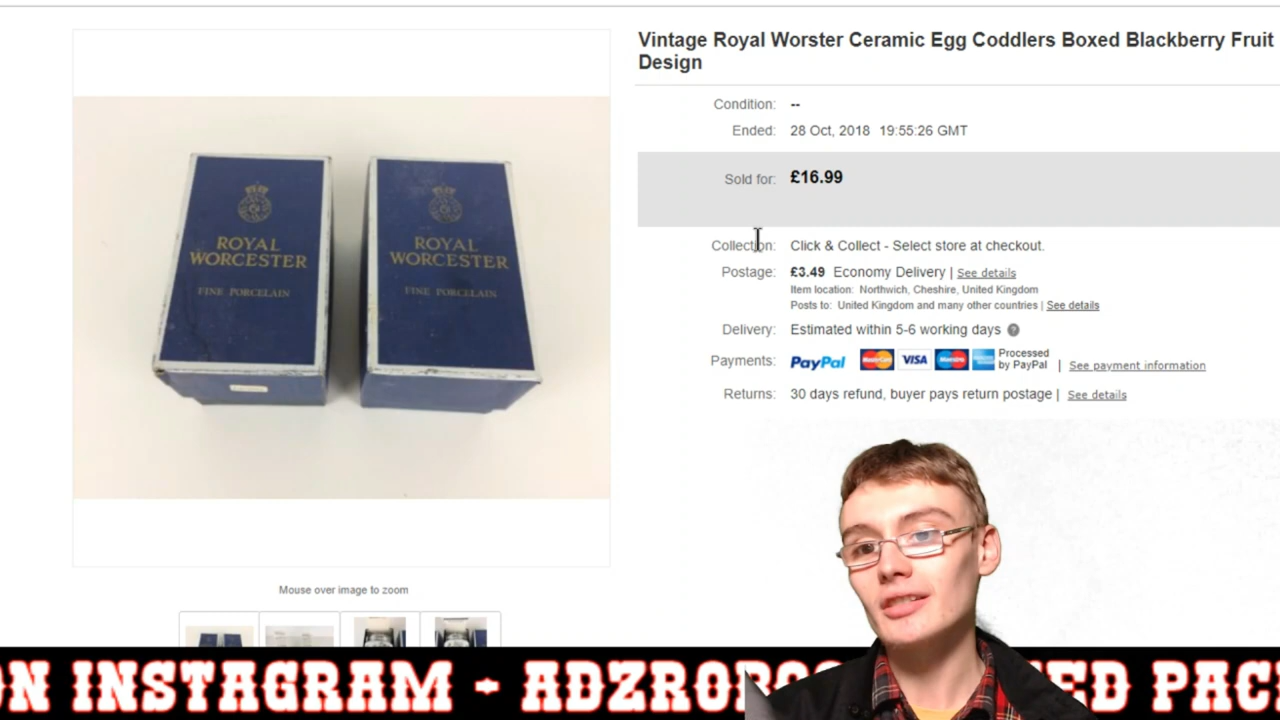 Vintage Royal Worster Ceramic Egg Coddlers Boxed Blackberry Fruit
Design
Condition: --
Ended: 28 Oct, 2018 19:55:26 GMT
Sold for: £16.99
Collection: Click & Collect - Select store at checkout.
Postage: £3.49 Economy Delivery | See details
Item location: Northwich, Cheshire, United Kingdom
Posts to: United Kingdom and many other countries | See details
Delivery: Estimated within 5-6 working days
Payments: PayPal MasterCard VISA Maestro Processed
by PayPal | See payment information
Returns: 30 days refund, buyer pays return postage | See details
ROYAL
WORCESTER
FINE PORCELAIN
ROYAL
WORCESTER
FINE PORCELAIN
Mouse over image to zoom
ON INSTAGRAM - ADZRO ED PAC